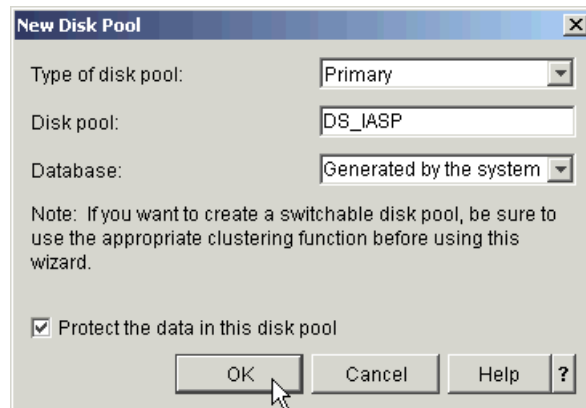 New Disk Pool
Type of disk pool: Primary
Disk pool: DS_IASP
Database: Generated by the system
Note: If you want to create a switchable disk pool, be sure to
use the appropriate clustering function before using this
wizard.
Protect the data in this disk pool
OK Cancel Help ?